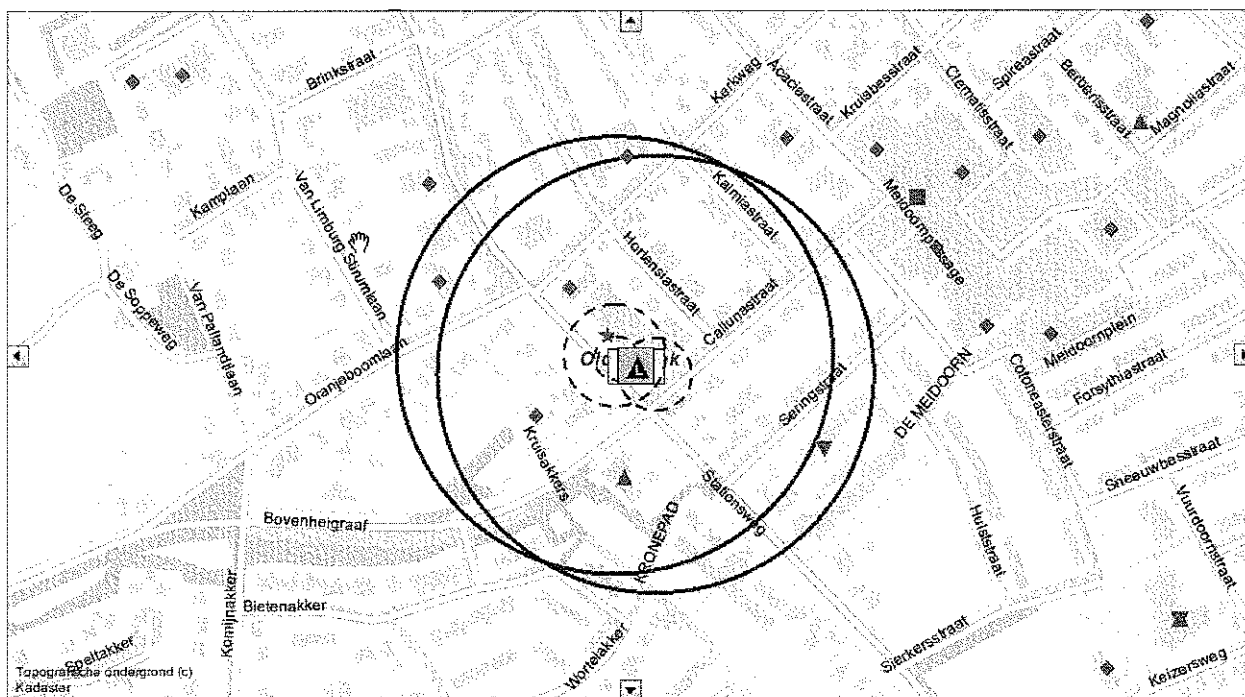 Brinkstraat
Kerkweg
Acaciastraat
Kruisbesstraat
Clematisstraat
Spireastraat
Berberisstraat
Magnoliastraat
De Steeg
Kamplaan
Van Limburg Stirumlaan
Kalmiastraat
Meidoornpassage
Hortensiastraat
De Soppeweg
Van Pallandtlaan
Callunastraat
Oranjeboomlaan
L
Seringstraat
DE MEIDOORN
Meidoornplein
Forsythiastraat
Cotoneasterstraat
Kruisakkers
Stationsweg
Sneeuwbesstraat
Vuurdoornstraat
Bovenheigraaf
KRONEPAD
Hulststraat
Bietenakker
Komijnakker
Speltakker
Wortelakker
Sierkersstraat
Keizersweg
Topografische ondergrond (c)
Kadaster